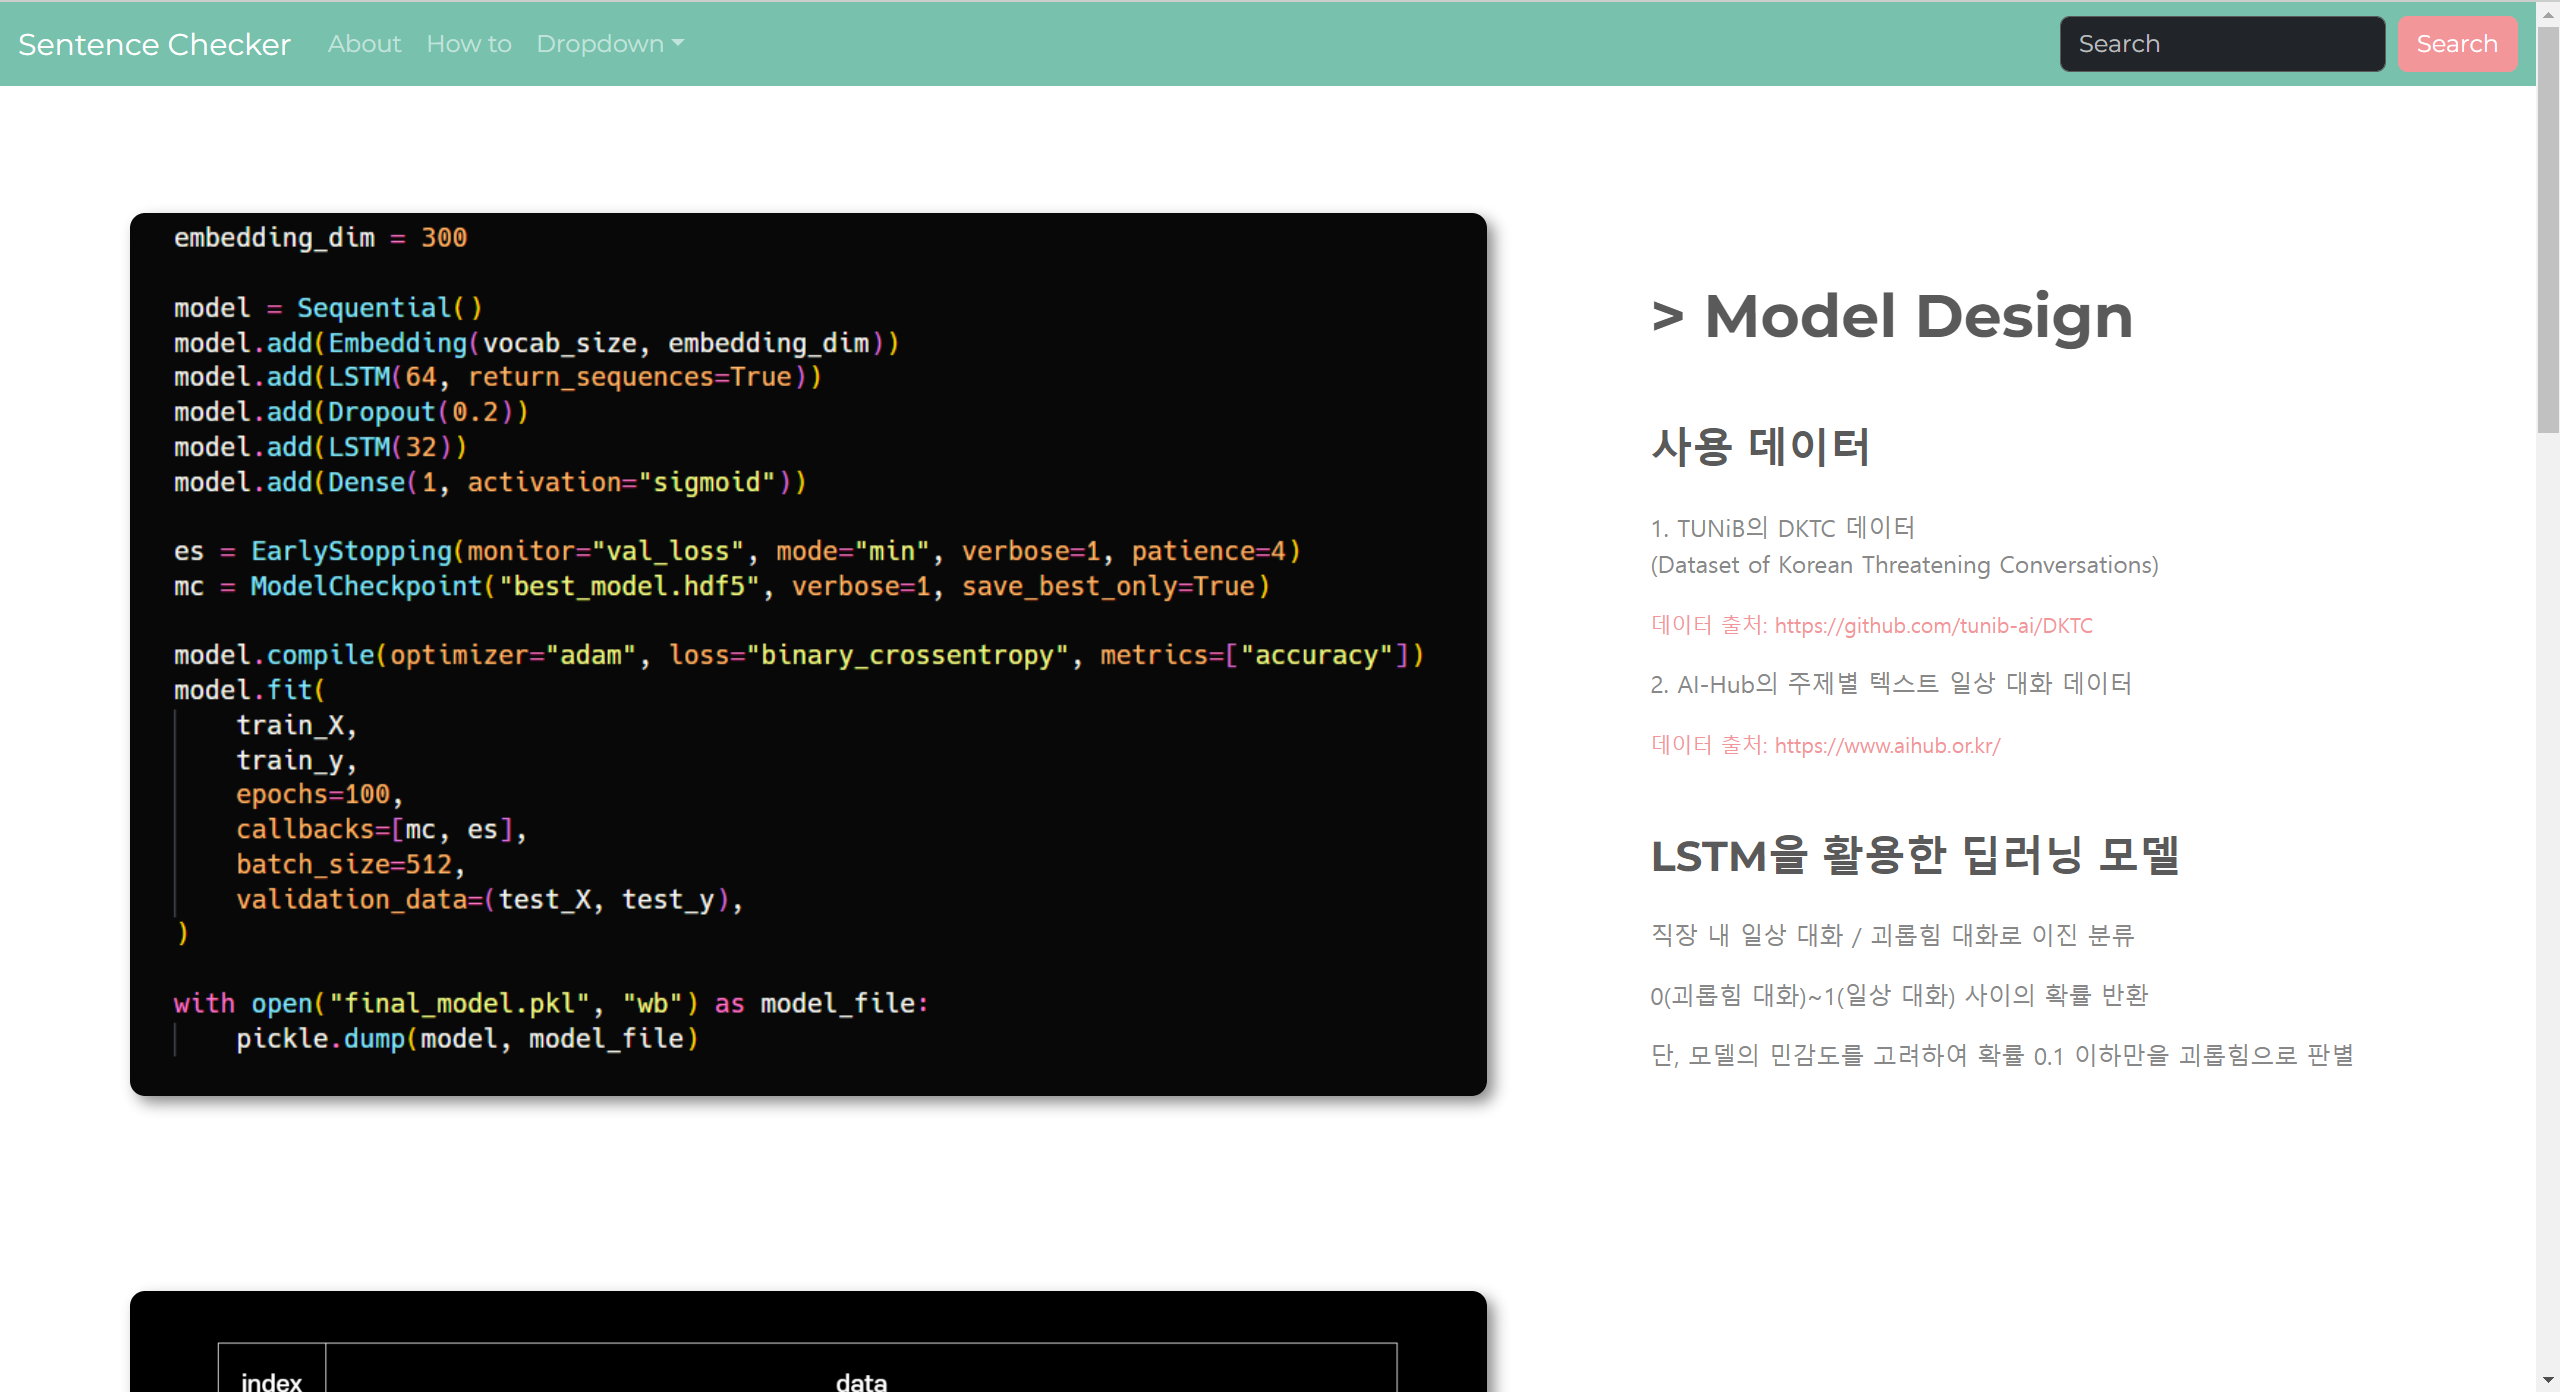 Sentence Checker About How to Dropdown Search Search
embedding_dim = 300
model = Sequential()
model.add(Embedding(vocab_size, embedding_dim))
model.add(LSTM(64, return_sequences=True))
model.add(Dropout(0.2))
model.add(LSTM(32))
model.add(Dense(1, activation="sigmoid"))
es = EarlyStopping(monitor="val_loss", mode="min", verbose=1, patience=4)
mc = ModelCheckpoint("best_model.hdf5", verbose=1, save_best_only=True)
model.compile(optimizer="adam", loss="binary_crossentropy", metrics=["accuracy"])
model.fit(
train_X,
train_y,
epochs=100,
callbacks=[mc, es],
batch_size=512,
validation_data=(test_X, test_y),
)
with open("final_model.pkl", "wb") as model_file:
pickle.dump(model, model_file)
> Model Design
사용 데이터
1. TUNiB의 DKTC 데이터
(Dataset of Korean Threatening Conversations)
데이터 출처: https://github.com/tunib-ai/DKTC
2. AI-Hub의 주제별 텍스트 일상 대화 데이터
데이터 출처: https://www.aihub.or.kr/
LSTM을 활용한 딥러닝 모델
직장 내 일상 대화 / 괴롭힘 대화로 이진 분류
0(괴롭힘 대화)~1(일상 대화) 사이의 확률 반환
단, 모델의 민감도를 고려하여 확률 0.1 이하만을 괴롭힘으로 판별
index data